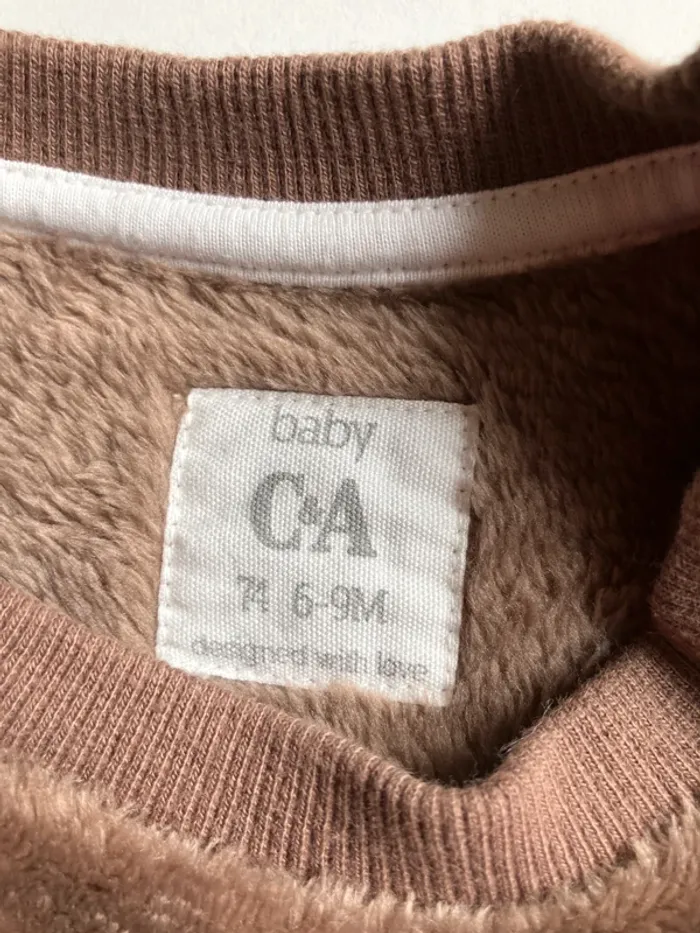 baby
C&A
74 6-9M
designed with love